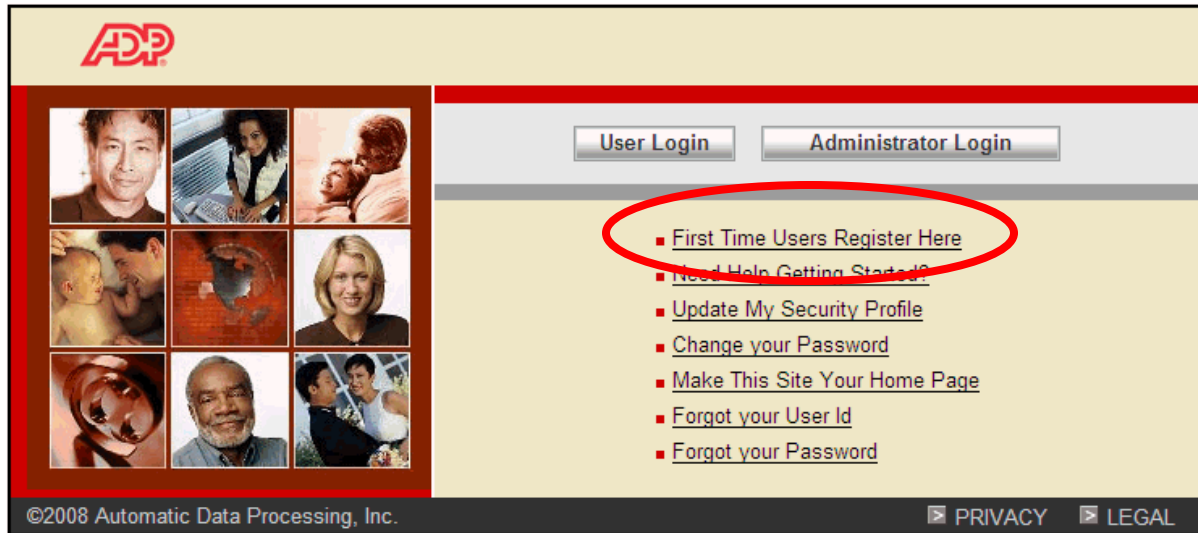 ADP
User Login
Administrator Login
First Time Users Register Here
Need Help Getting Started?
Update My Security Profile
Change your Password
Make This Site Your Home Page
Forgot your User Id
Forgot your Password
©2008 Automatic Data Processing, Inc.
PRIVACY
LEGAL